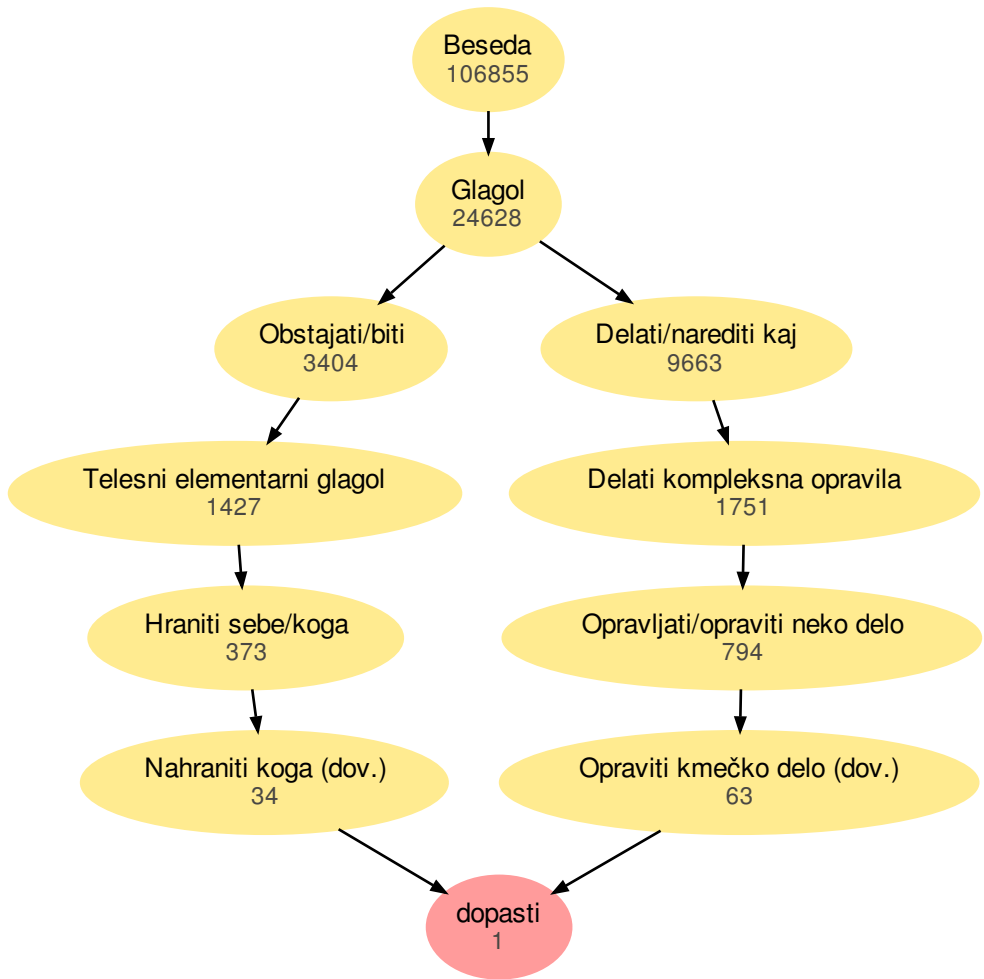 Beseda
106855
Glagol
24628
Obstajati/biti
3404
Delati/narediti kaj
9663
Telesni elementarni glagol
1427
Delati kompleksna opravila
1751
Hraniti sebe/koga
373
Opravljati/opraviti neko delo
794
Nahraniti koga (dov.)
34
Opraviti kmečko delo (dov.)
63
dopasti
1